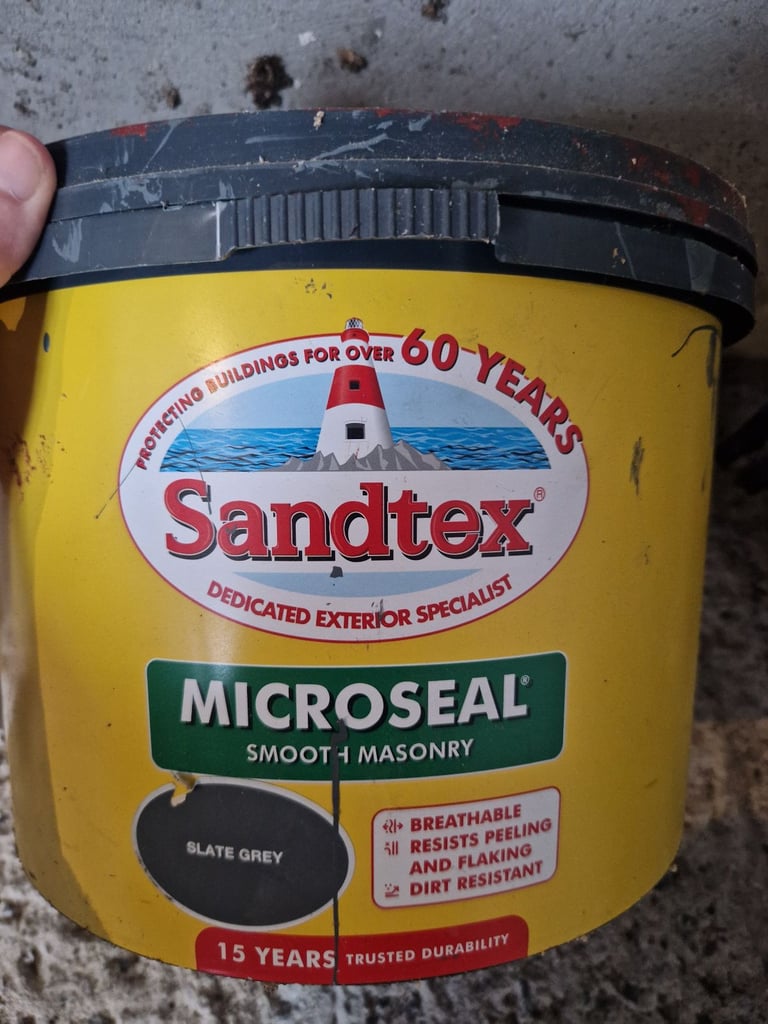 PROTECTING BUILDINGS FOR OVER 60 YEARS
Sandtex®
DEDICATED EXTERIOR SPECIALIST
MICROSEAL®
SMOOTH MASONRY
SLATE GREY
BREATHABLE
RESISTS PEELING
AND FLAKING
DIRT RESISTANT
15 YEARS TRUSTED DURABILITY